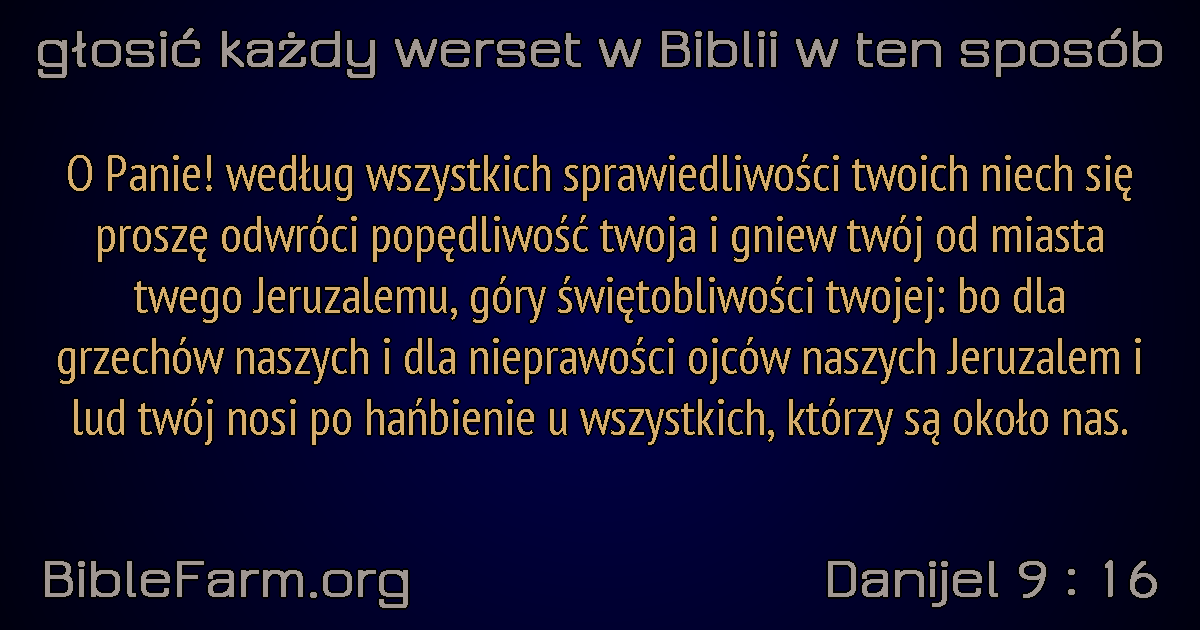 głosić każdy werset w Biblii w ten sposób
O Panie! według wszystkich sprawiedliwości twoich niech się
proszę odwróci popędliwość twoja i gniew twój od miasta
twego Jeruzalemu, góry świętobliwości twojej: bo dla
grzechów naszych i dla nieprawości ojców naszych Jeruzalem i
lud twój nosi po hańbienie u wszystkich, którzy są około nas.
BibleFarm.org
Danijel 9 : 16